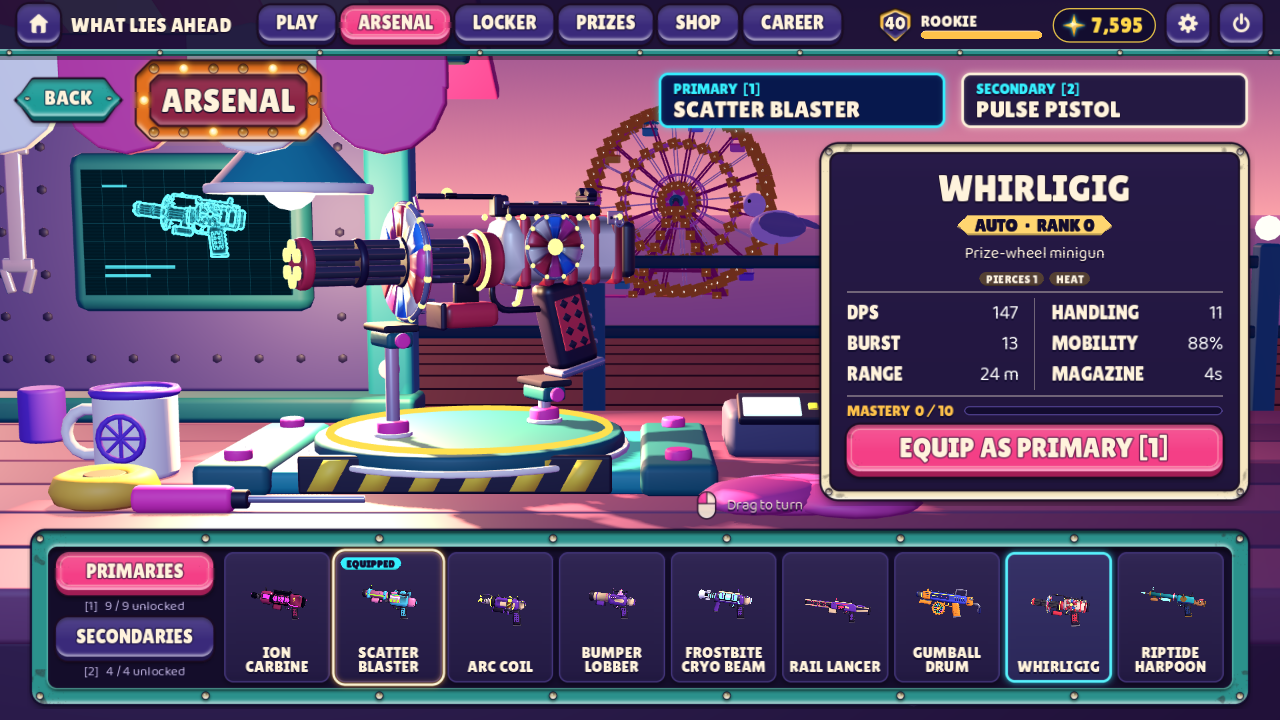 WHAT LIES AHEAD
PLAY
ARSENAL
LOCKER
PRIZES
SHOP
CAREER
40
ROOKIE
7,595
BACK
ARSENAL
PRIMARY [1]
SCATTER BLASTER
SECONDARY [2]
PULSE PISTOL
WHIRLIGIG
AUTO · RANK 0
Prize-wheel minigun
PIERCES 1
HEAT
DPS 147
HANDLING 11
BURST 13
MOBILITY 88%
RANGE 24 m
MAGAZINE 4s
MASTERY 0 / 10
EQUIP AS PRIMARY [1]
Drag to turn
PRIMARIES
[1] 9 / 9 unlocked
SECONDARIES
[2] 4 / 4 unlocked
ION
CARBINE
EQUIPPED
SCATTER
BLASTER
ARC COIL
BUMPER
LOBBER
FROSTBITE
CRYO BEAM
RAIL LANCER
GUMBALL
DRUM
WHIRLIGIG
RIPTIDE
HARPOON